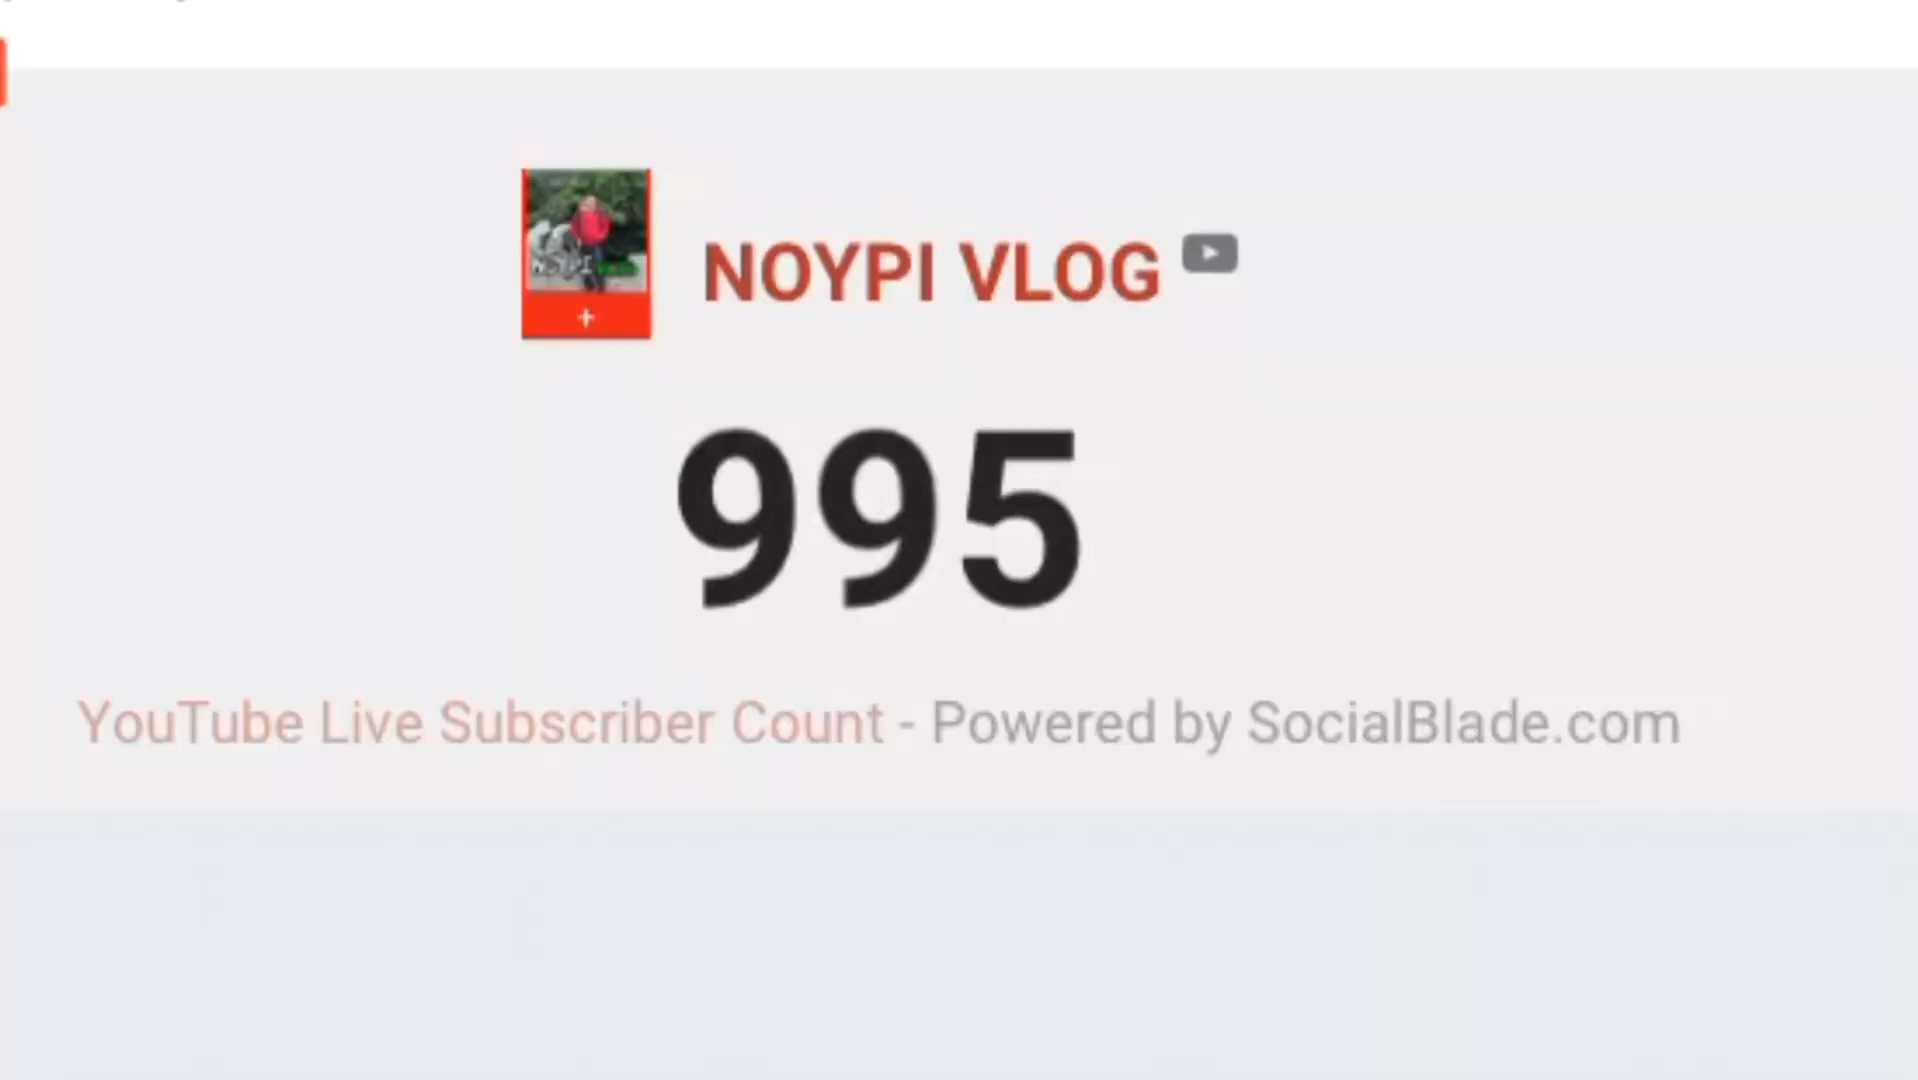 NOYPI VLOG
+
995
YouTube Live Subscriber Count - Powered by SocialBlade.com